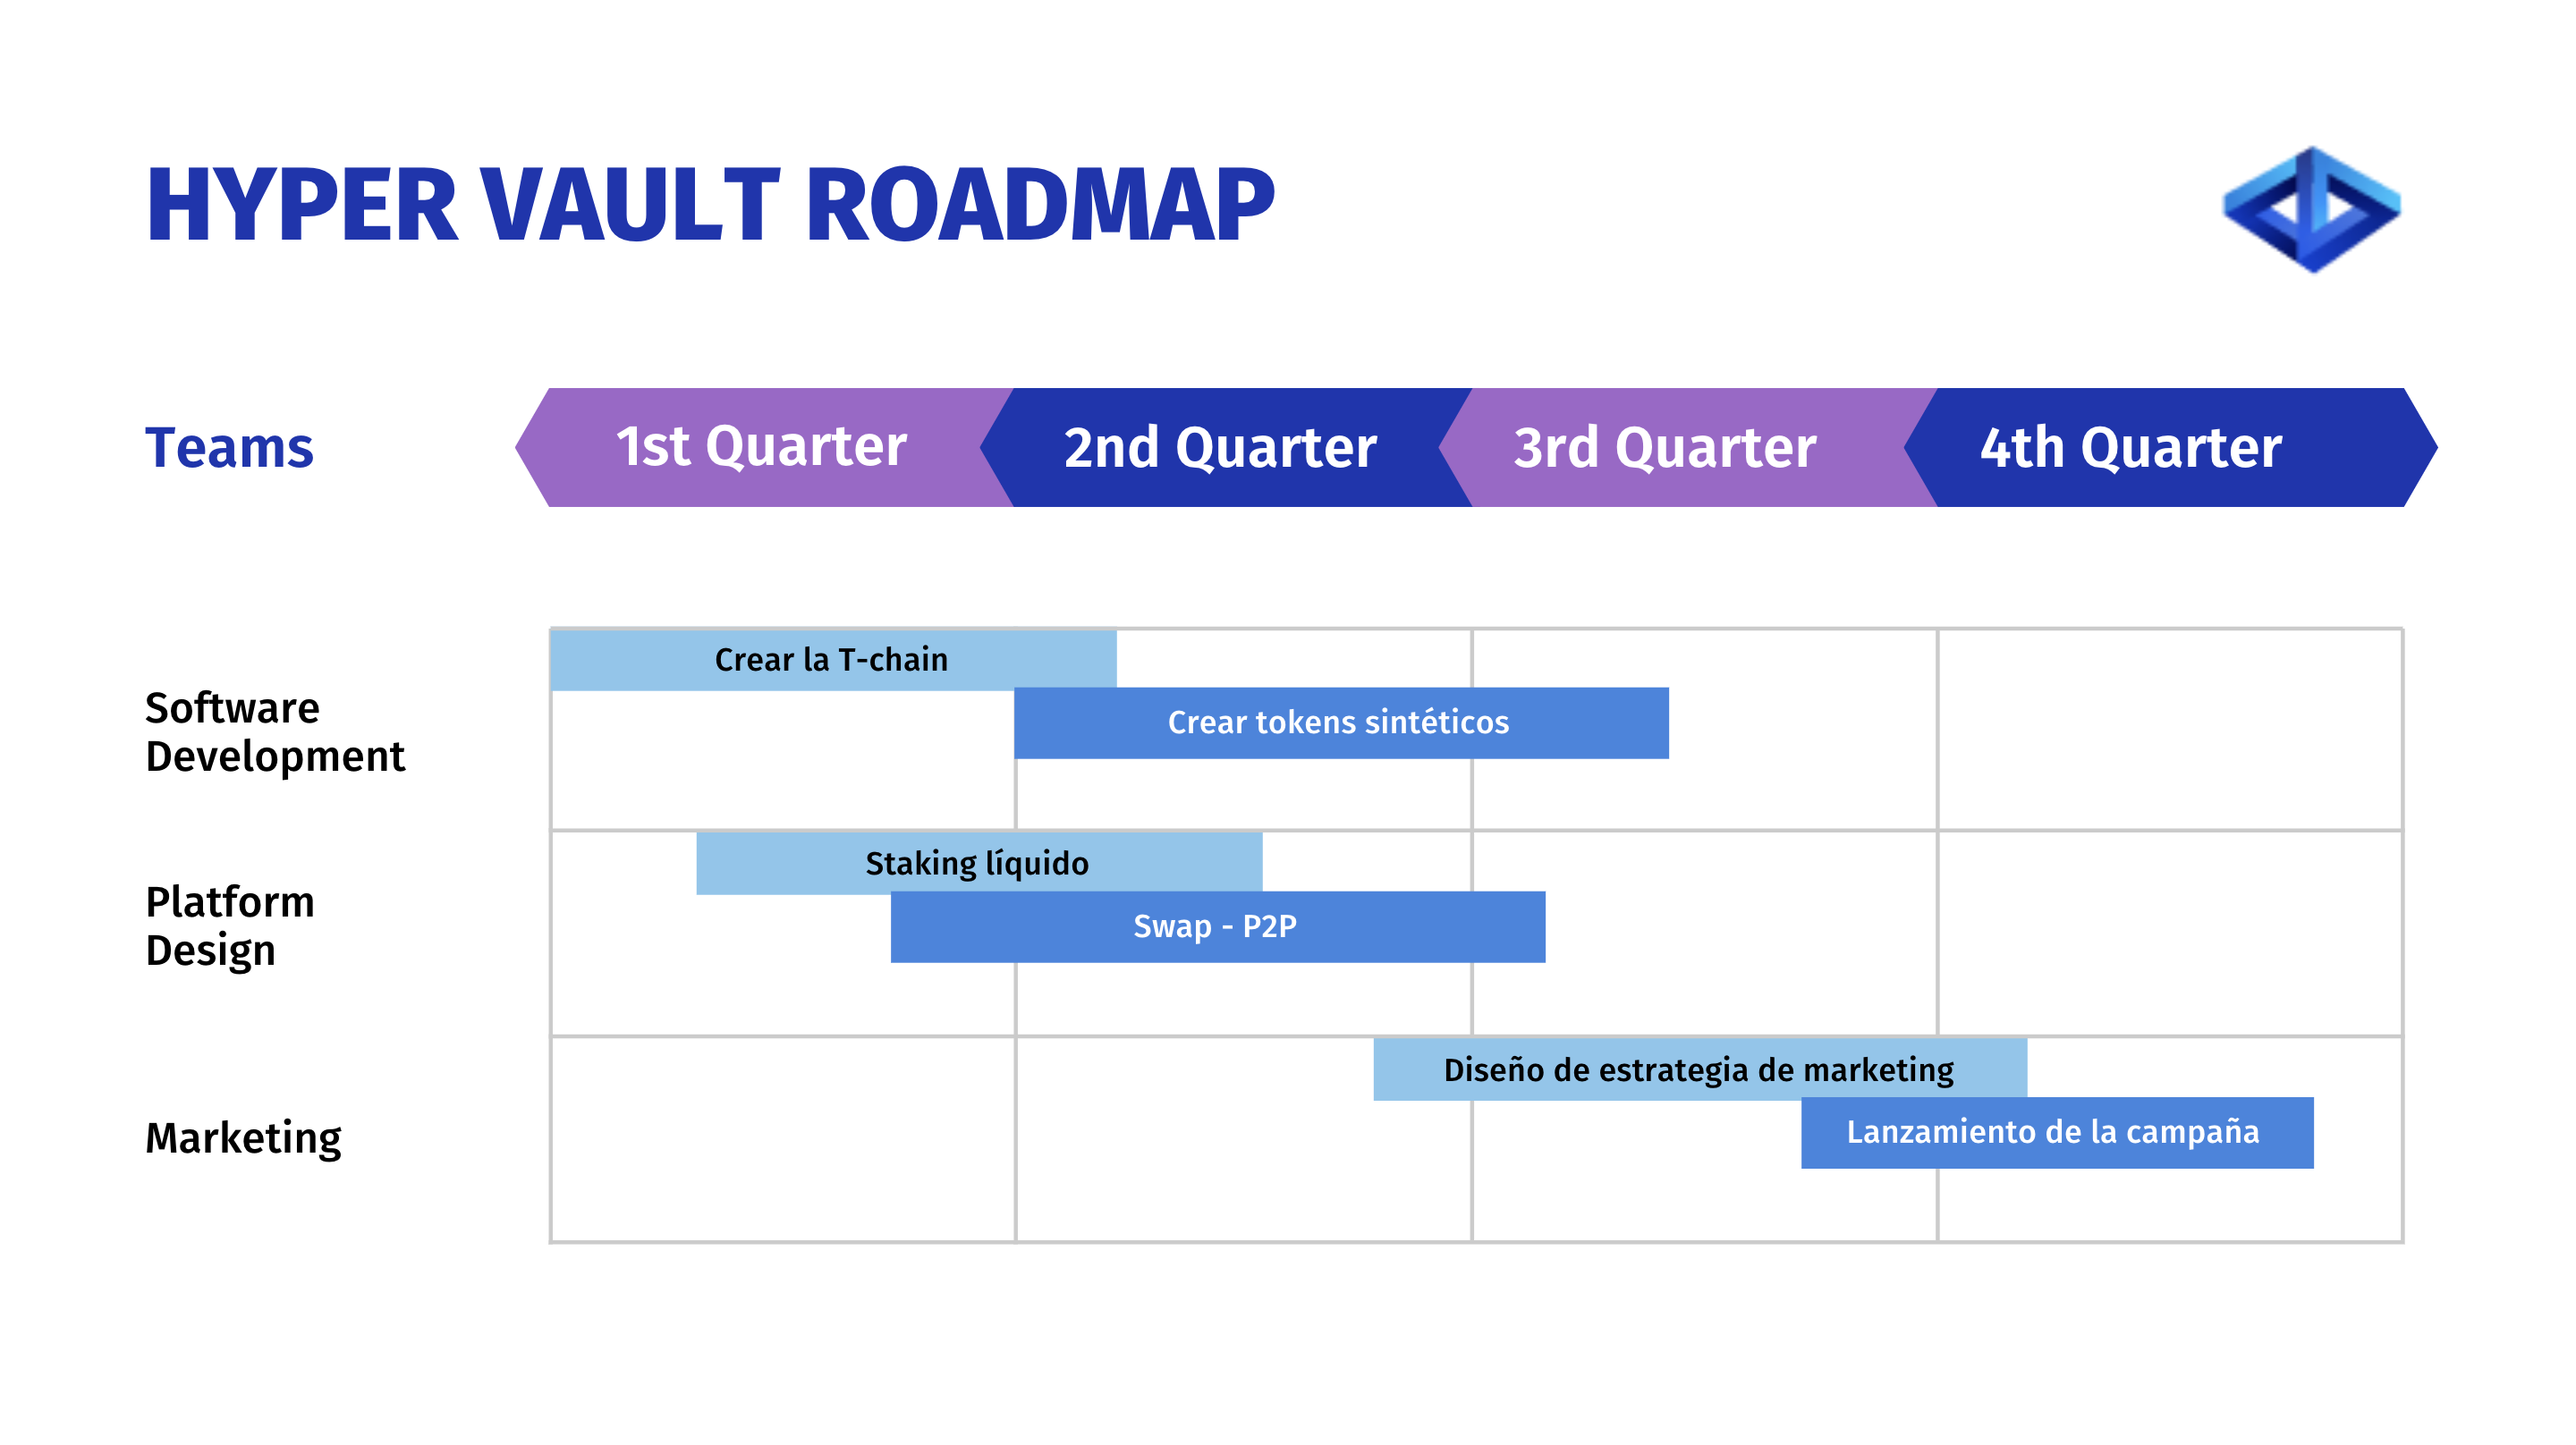 HYPER VAULT ROADMAP
Teams
1st Quarter
2nd Quarter
3rd Quarter
4th Quarter
Software
Development
Crear la T-chain
Crear tokens sintéticos
Platform
Design
Staking líquido
Swap - P2P
Marketing
Diseño de estrategia de marketing
Lanzamiento de la campaña